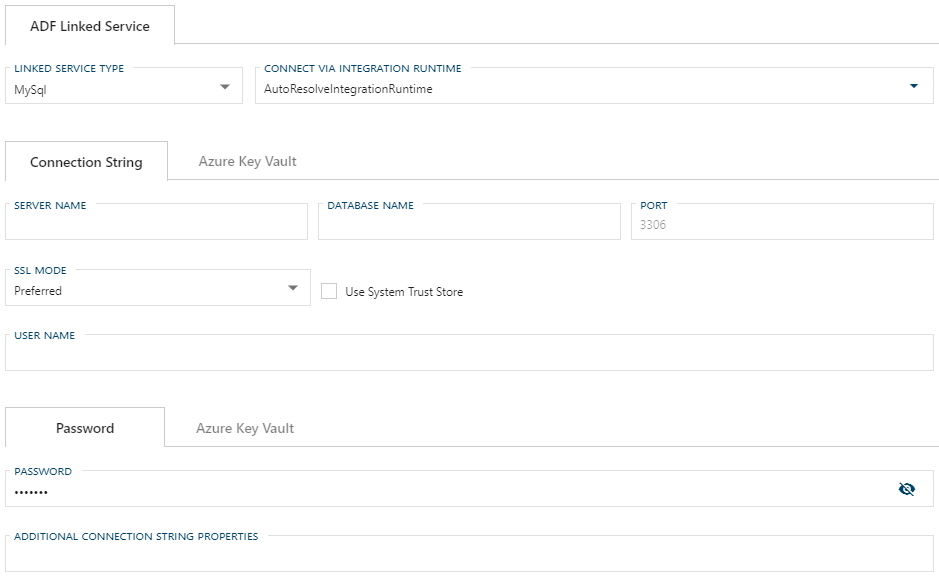 ADF Linked Service
LINKED SERVICE TYPE
MySql
CONNECT VIA INTEGRATION RUNTIME
AutoResolveIntegrationRuntime
Connection String
Azure Key Vault
SERVER NAME
DATABASE NAME
PORT
3306
SSL MODE
Preferred
Use System Trust Store
USER NAME
Password
Azure Key Vault
PASSWORD
•••••••
ADDITIONAL CONNECTION STRING PROPERTIES